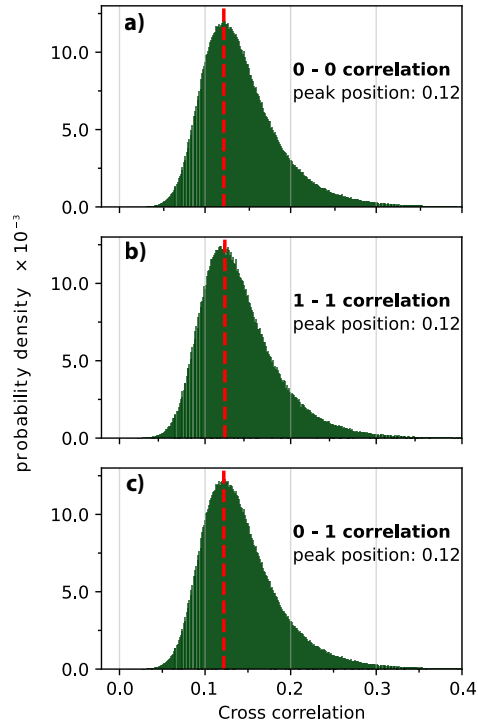 a)
0 - 0 correlation
peak position: 0.12
10.0
5.0
0.0
b)
1 - 1 correlation
peak position: 0.12
10.0
5.0
0.0
c)
0 - 1 correlation
peak position: 0.12
10.0
5.0
0.0
probability density ×10⁻³
0.0 0.1 0.2 0.3 0.4
Cross correlation